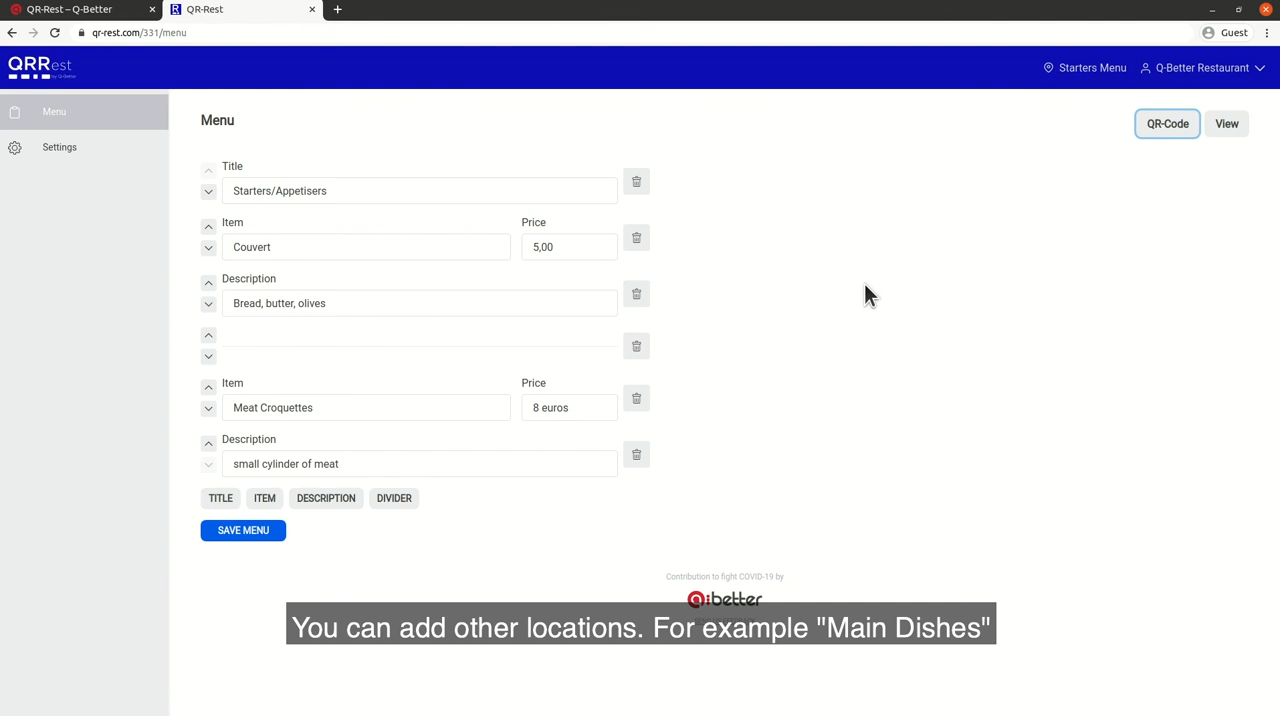 QR-Rest – Q-Better
QR-Rest
qr-rest.com/331/menu
Guest
QRRest
by Q-Better
Starters Menu
Q-Better Restaurant
Menu
Settings
Menu
QR-Code
View
Title
Starters/Appetisers
Item
Price
Couvert
5,00
Description
Bread, butter, olives
Item
Price
Meat Croquettes
8 euros
Description
small cylinder of meat
TITLE
ITEM
DESCRIPTION
DIVIDER
SAVE MENU
Contribution to fight COVID-19 by
Q:better
You can add other locations. For example "Main Dishes"